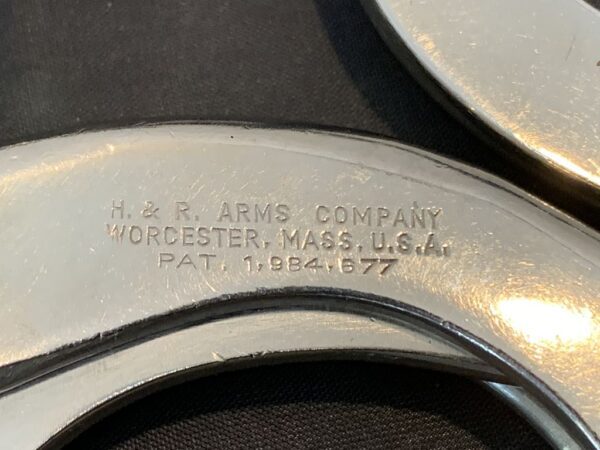 H. & R. ARMS COMPANY
WORCESTER, MASS. U.S.A.
PAT. 1,984,677